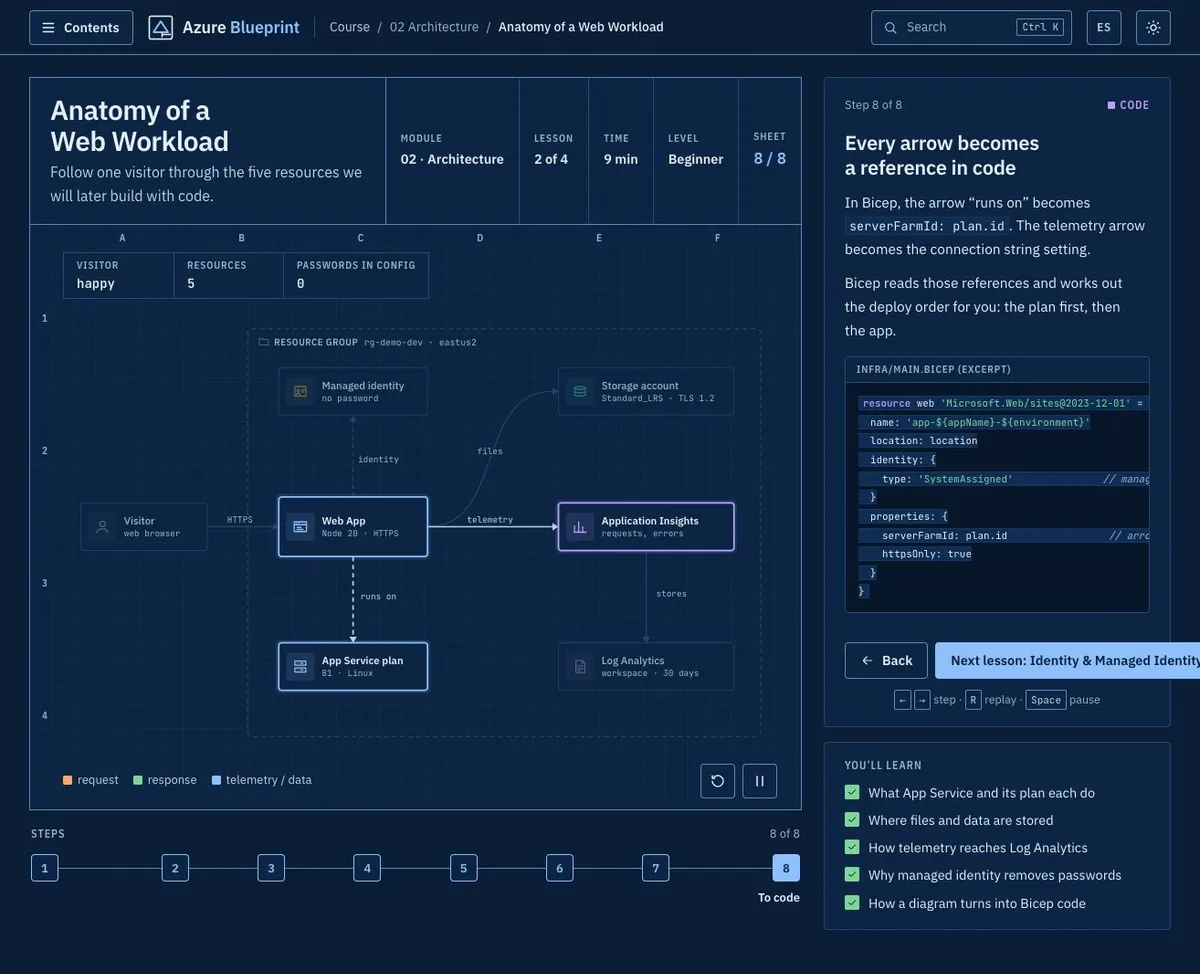 Contents
Azure Blueprint
Course / 02 Architecture / Anatomy of a Web Workload
Search
Ctrl K
ES
Anatomy of a
Web Workload
Follow one visitor through the five resources we
will later build with code.
MODULE
02 · Architecture
LESSON
2 of 4
TIME
9 min
LEVEL
Beginner
SHEET
8 / 8
A B C D E F
VISITOR
happy
RESOURCES
5
PASSWORDS IN CONFIG
0
1
RESOURCE GROUP rg-demo-dev · eastus2
Managed identity
no password
Storage account
Standard_LRS · TLS 1.2
2
files
identity
Visitor
web browser
HTTPS
Web App
Node 20 · HTTPS
telemetry
Application Insights
requests, errors
3
runs on
stores
App Service plan
B1 · Linux
Log Analytics
workspace · 30 days
4
request
response
telemetry / data
STEPS
8 of 8
1 2 3 4 5 6 7 8
To code
Step 8 of 8
CODE
Every arrow becomes
a reference in code
In Bicep, the arrow “runs on” becomes
serverFarmId: plan.id. The telemetry arrow
becomes the connection string setting.
Bicep reads those references and works out
the deploy order for you: the plan first, then
the app.
INFRA/MAIN.BICEP (EXCERPT)
resource web 'Microsoft.Web/sites@2023-12-01' =
name: 'app-${appName}-${environment}'
location: location
identity: {
type: 'SystemAssigned' // manag
}
properties: {
serverFarmId: plan.id // arro
httpsOnly: true
}
}
← Back
Next lesson: Identity & Managed Identity
← → step · R replay · Space pause
YOU’LL LEARN
What App Service and its plan each do
Where files and data are stored
How telemetry reaches Log Analytics
Why managed identity removes passwords
How a diagram turns into Bicep code